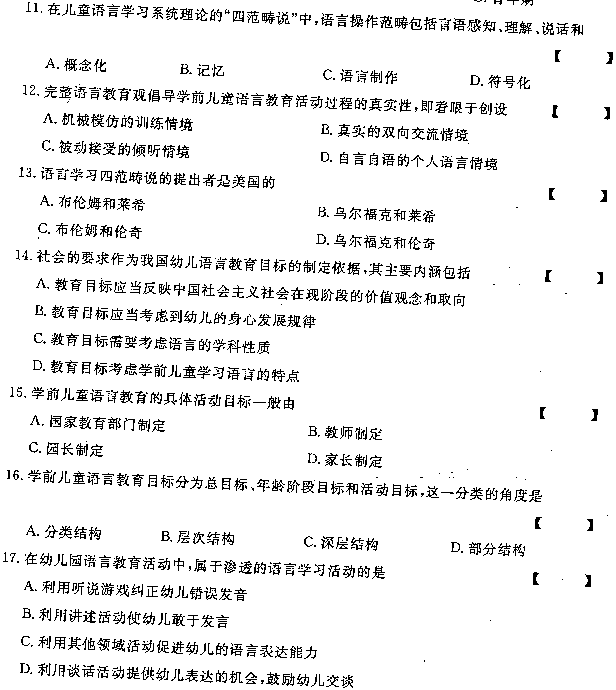 11.在儿童语言学习系统理论的“四范畴说”中,语言操作范畴包括言语感知、理解、说话和
【 】
A.概念化 B.记忆 C.语言制作 D.符号化
12.完整语言教育观倡导学前儿童语言教育活动过程的真实性,即着眼于创设 【 】
A.机械模仿的训练情境 B.真实的双向交流情境
C.被动接受的倾听情境 D.自言自语的个人语言情境
13.语言学习四范畴说的提出者是美国的 【 】
A.布伦姆和莱希 B.乌尔福克和莱希
C.布伦姆和伦奇 D.乌尔福克和伦奇
14.社会的要求作为我国幼儿语言教育目标的制定依据,其主要内涵包括 【 】
A.教育目标应当反映中国社会主义社会在现阶段的价值观念和取向
B.教育目标应当考虑到幼儿的身心发展规律
C.教育目标需要考虑语言的学科性质
D.教育目标考虑学前儿童学习语言的特点
15.学前儿童语言教育的具体活动目标一般由 【 】
A.国家教育部门制定 B.教师制定
C.园长制定 D.家长制定
16.学前儿童语言教育目标分为总目标、年龄阶段目标和活动目标,这一分类的角度是
【 】
A.分类结构 B.层次结构 C.深层结构 D.部分结构
17.在幼儿园语言教育活动中,属于渗透的语言学习活动的是 【 】
A.利用听说游戏纠正幼儿错误发音
B.利用讲述活动使幼儿敢于发言
C.利用其他领域活动促进幼儿的语言表达能力
D.利用谈话活动提供幼儿表达的机会,鼓励幼儿交谈